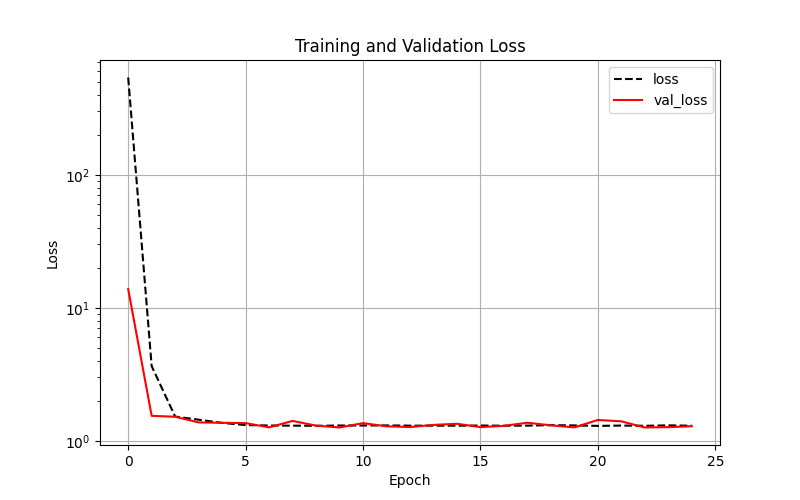 Training and Validation Loss
loss
val_loss
Loss
10²
10¹
10⁰
0 5 10 15 20 25
Epoch